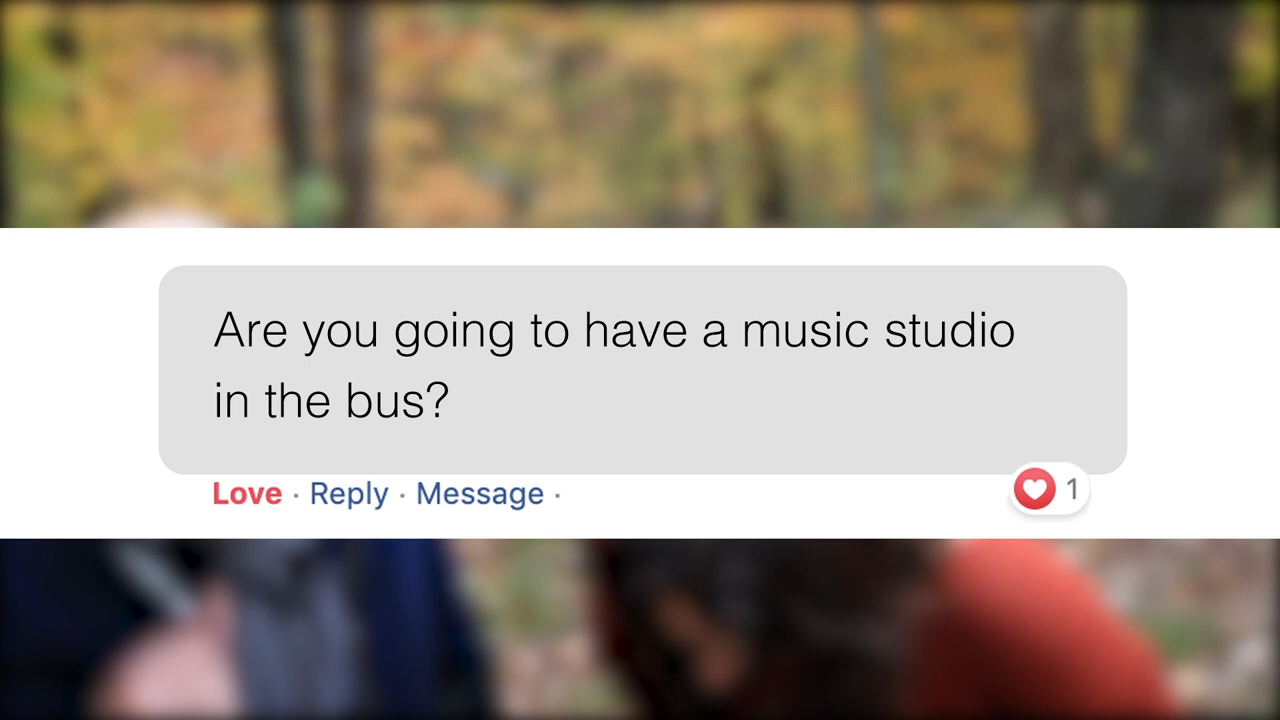 Are you going to have a music studio
in the bus?
Love · Reply · Message ·
1